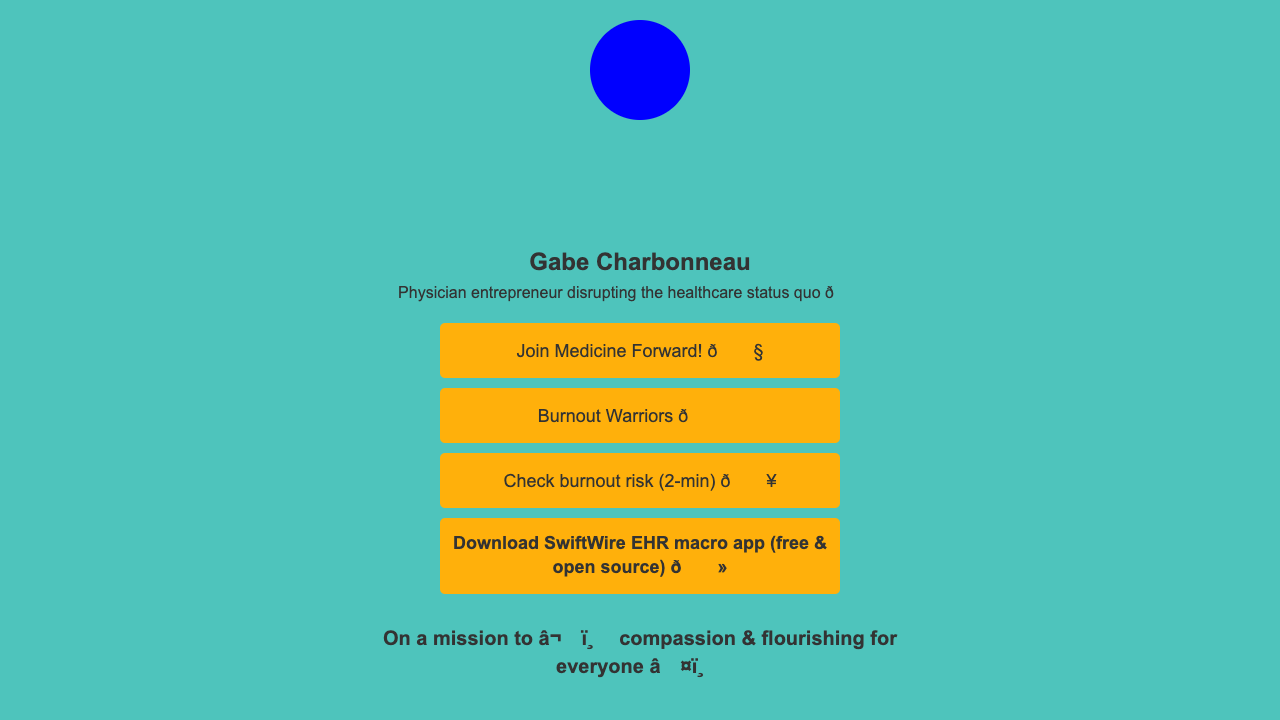 Gabe Charbonneau
Physician entrepreneur disrupting the healthcare status quo ð
Join Medicine Forward! ð § 
Burnout Warriors ð
Check burnout risk (2-min) ð ¥
Download SwiftWire EHR macro app (free &
open source) ð »
On a mission to â¬ ï¸ compassion & flourishing for
everyone â ¤ï¸